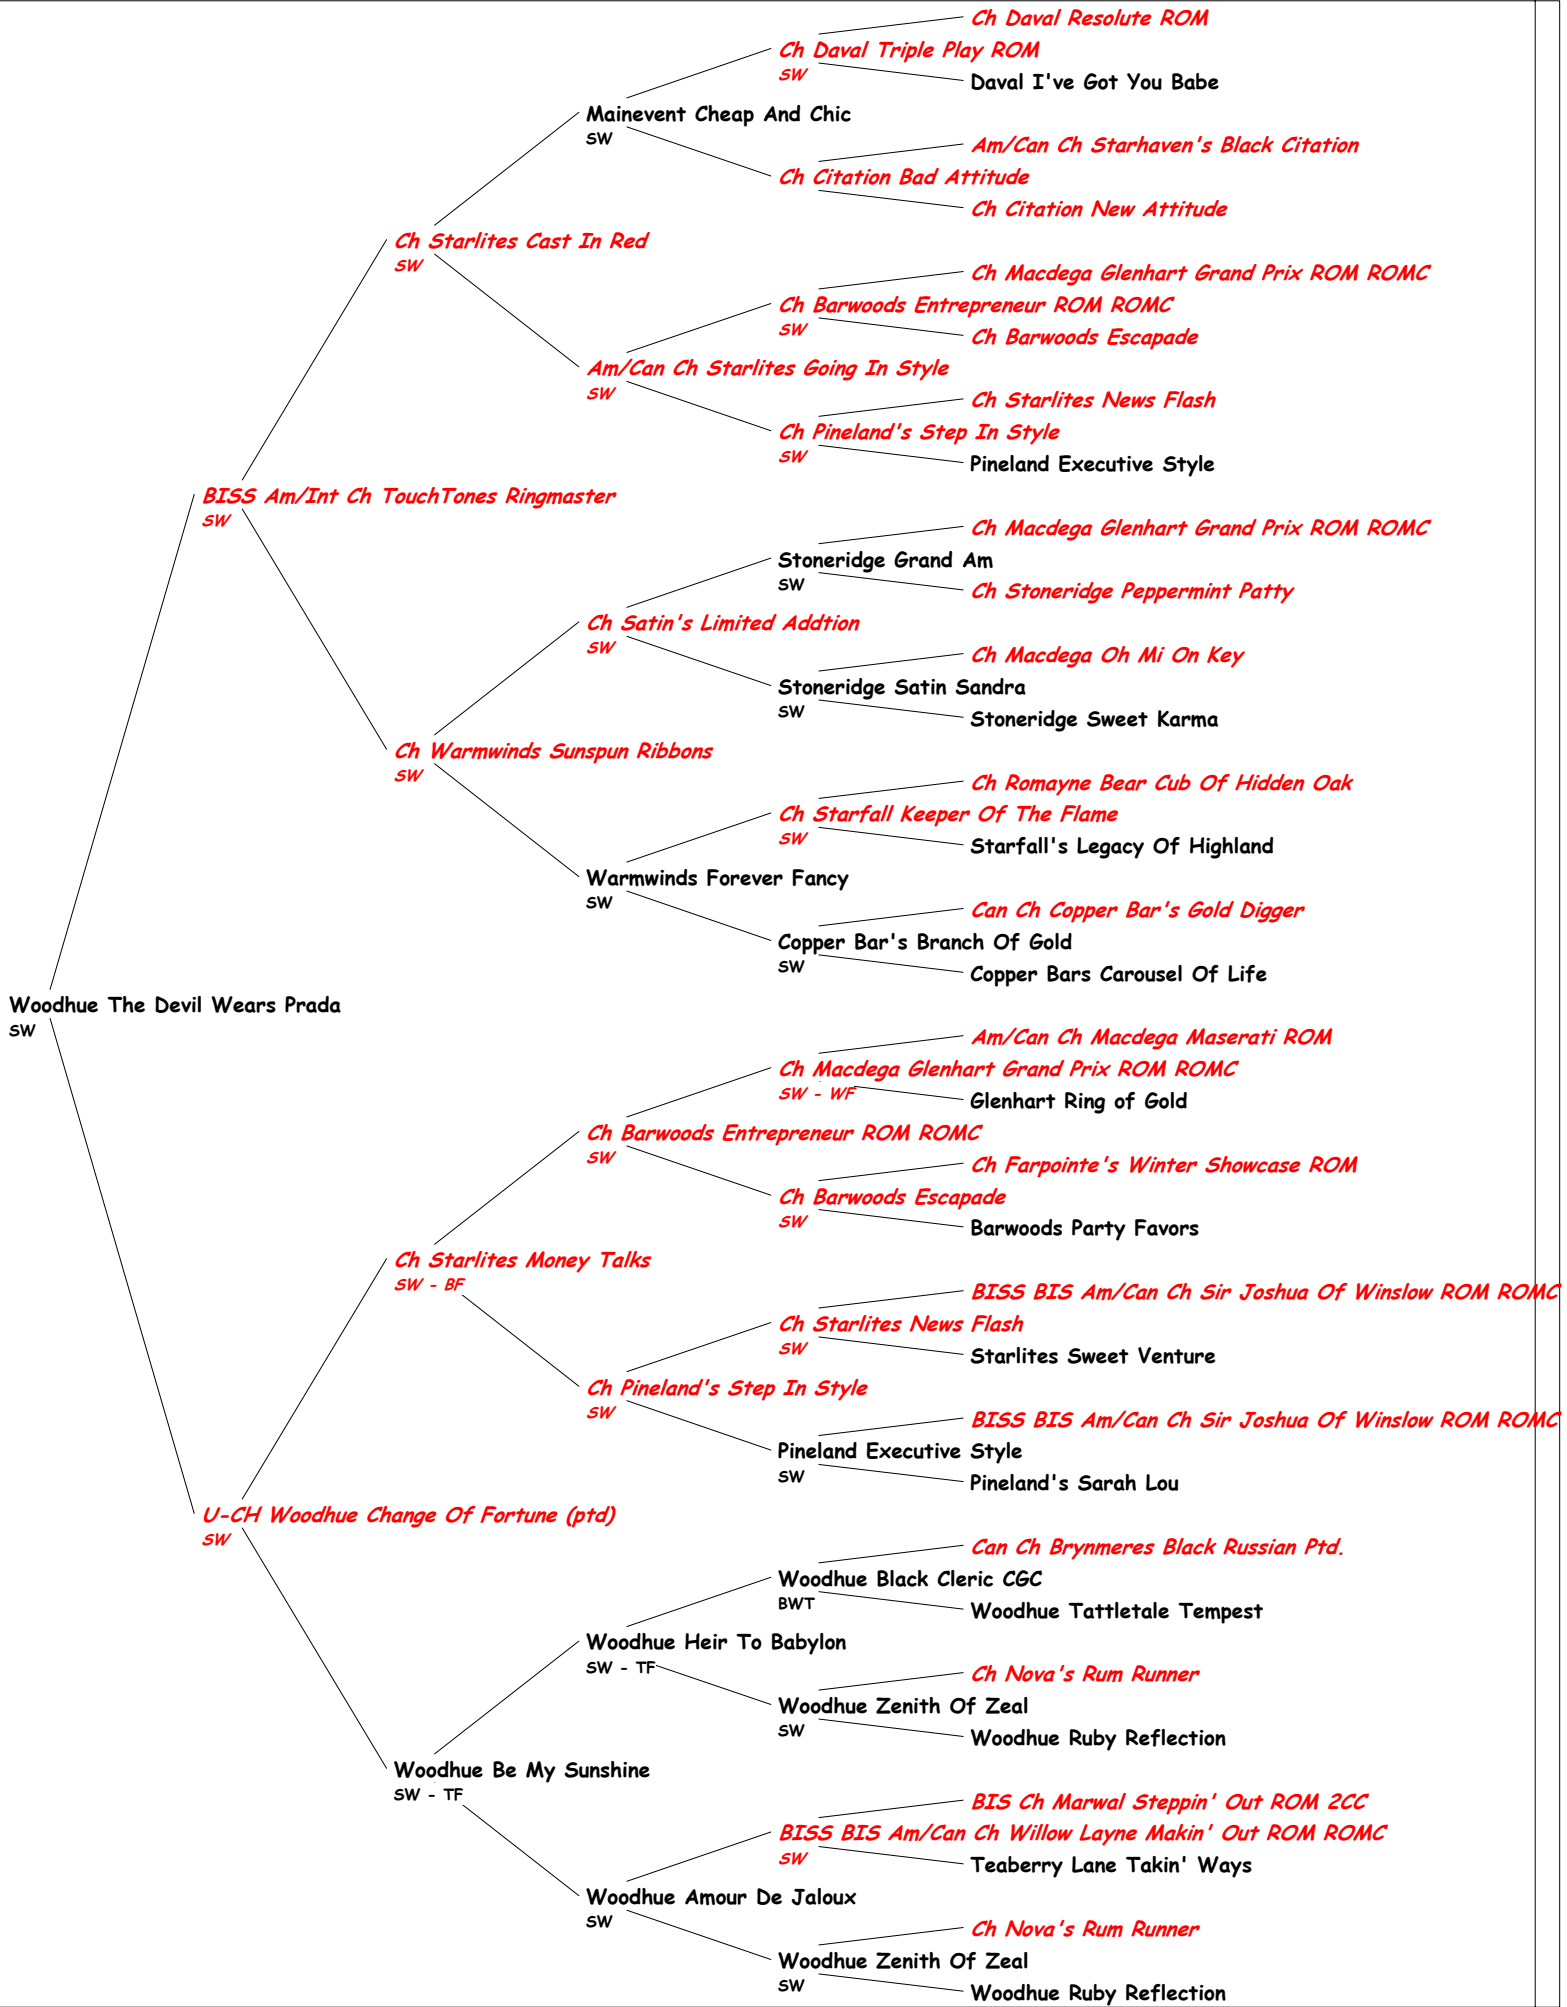 Ch Daval Resolute ROM
Ch Daval Triple Play ROM
SW
Daval I've Got You Babe
Mainevent Cheap And Chic
SW
Am/Can Ch Starhaven's Black Citation
Ch Citation Bad Attitude
Ch Citation New Attitude
Ch Starlites Cast In Red
SW
Ch Macdega Glenhart Grand Prix ROM ROMC
Ch Barwoods Entrepreneur ROM ROMC
SW
Ch Barwoods Escapade
Am/Can Ch Starlites Going In Style
SW
Ch Starlites News Flash
Ch Pineland's Step In Style
SW
Pineland Executive Style
BISS Am/Int Ch TouchTones Ringmaster
SW
Ch Macdega Glenhart Grand Prix ROM ROMC
Stoneridge Grand Am
SW
Ch Stoneridge Peppermint Patty
Ch Satin's Limited Addtion
SW
Ch Macdega Oh Mi On Key
Stoneridge Satin Sandra
SW
Stoneridge Sweet Karma
Ch Warmwinds Sunspun Ribbons
SW
Ch Romayne Bear Cub Of Hidden Oak
Ch Starfall Keeper Of The Flame
SW
Starfall's Legacy Of Highland
Warmwinds Forever Fancy
SW
Can Ch Copper Bar's Gold Digger
Copper Bar's Branch Of Gold
SW
Copper Bars Carousel Of Life
Woodhue The Devil Wears Prada
SW
Am/Can Ch Macdega Maserati ROM
Ch Macdega Glenhart Grand Prix ROM ROMC
SW - WF
Glenhart Ring of Gold
Ch Barwoods Entrepreneur ROM ROMC
SW
Ch Farpointe's Winter Showcase ROM
Ch Barwoods Escapade
SW
Barwoods Party Favors
Ch Starlites Money Talks
SW - BF
BISS BIS Am/Can Ch Sir Joshua Of Winslow ROM ROMC
Ch Starlites News Flash
SW
Starlites Sweet Venture
Ch Pineland's Step In Style
SW
BISS BIS Am/Can Ch Sir Joshua Of Winslow ROM ROMC
Pineland Executive Style
SW
Pineland's Sarah Lou
U-CH Woodhue Change Of Fortune (ptd)
SW
Can Ch Brynmeres Black Russian Ptd.
Woodhue Black Cleric CGC
BWT
Woodhue Tattletale Tempest
Woodhue Heir To Babylon
SW - TF
Ch Nova's Rum Runner
Woodhue Zenith Of Zeal
SW
Woodhue Ruby Reflection
Woodhue Be My Sunshine
SW - TF
BIS Ch Marwal Steppin' Out ROM 2CC
BISS BIS Am/Can Ch Willow Layne Makin' Out ROM ROMC
SW
Teaberry Lane Takin' Ways
Woodhue Amour De Jaloux
SW
Ch Nova's Rum Runner
Woodhue Zenith Of Zeal
SW
Woodhue Ruby Reflection